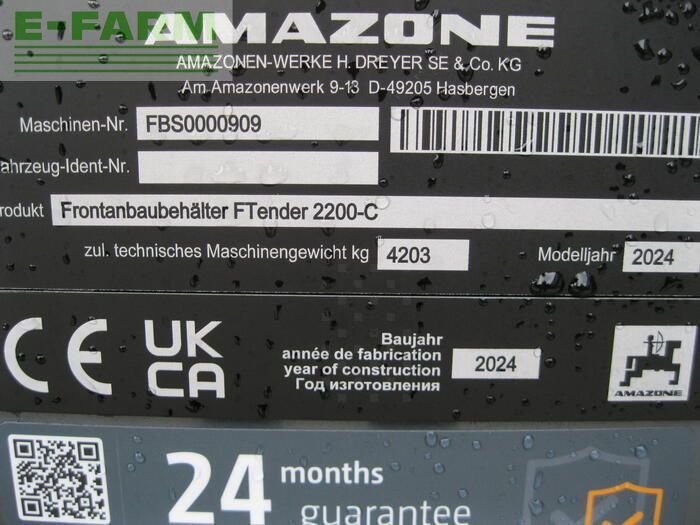 E-FARM
AMAZONE
AMAZONEN-WERKE H. DREYER SE & Co. KG
Am Amazonenwerk 9-13 D-49205 Hasbergen
Maschinen-Nr. FBS0000909
ahrzeug-Ident-Nr.
rodukt Frontanbaubehälter FTender 2200-C
zul. technisches Maschinengewicht kg 4203 Modelljahr 2024
CE UK CA
Baujahr
année de fabrication
year of construction 2024
Год изготовления
AMAZONE
24 months
guarantee